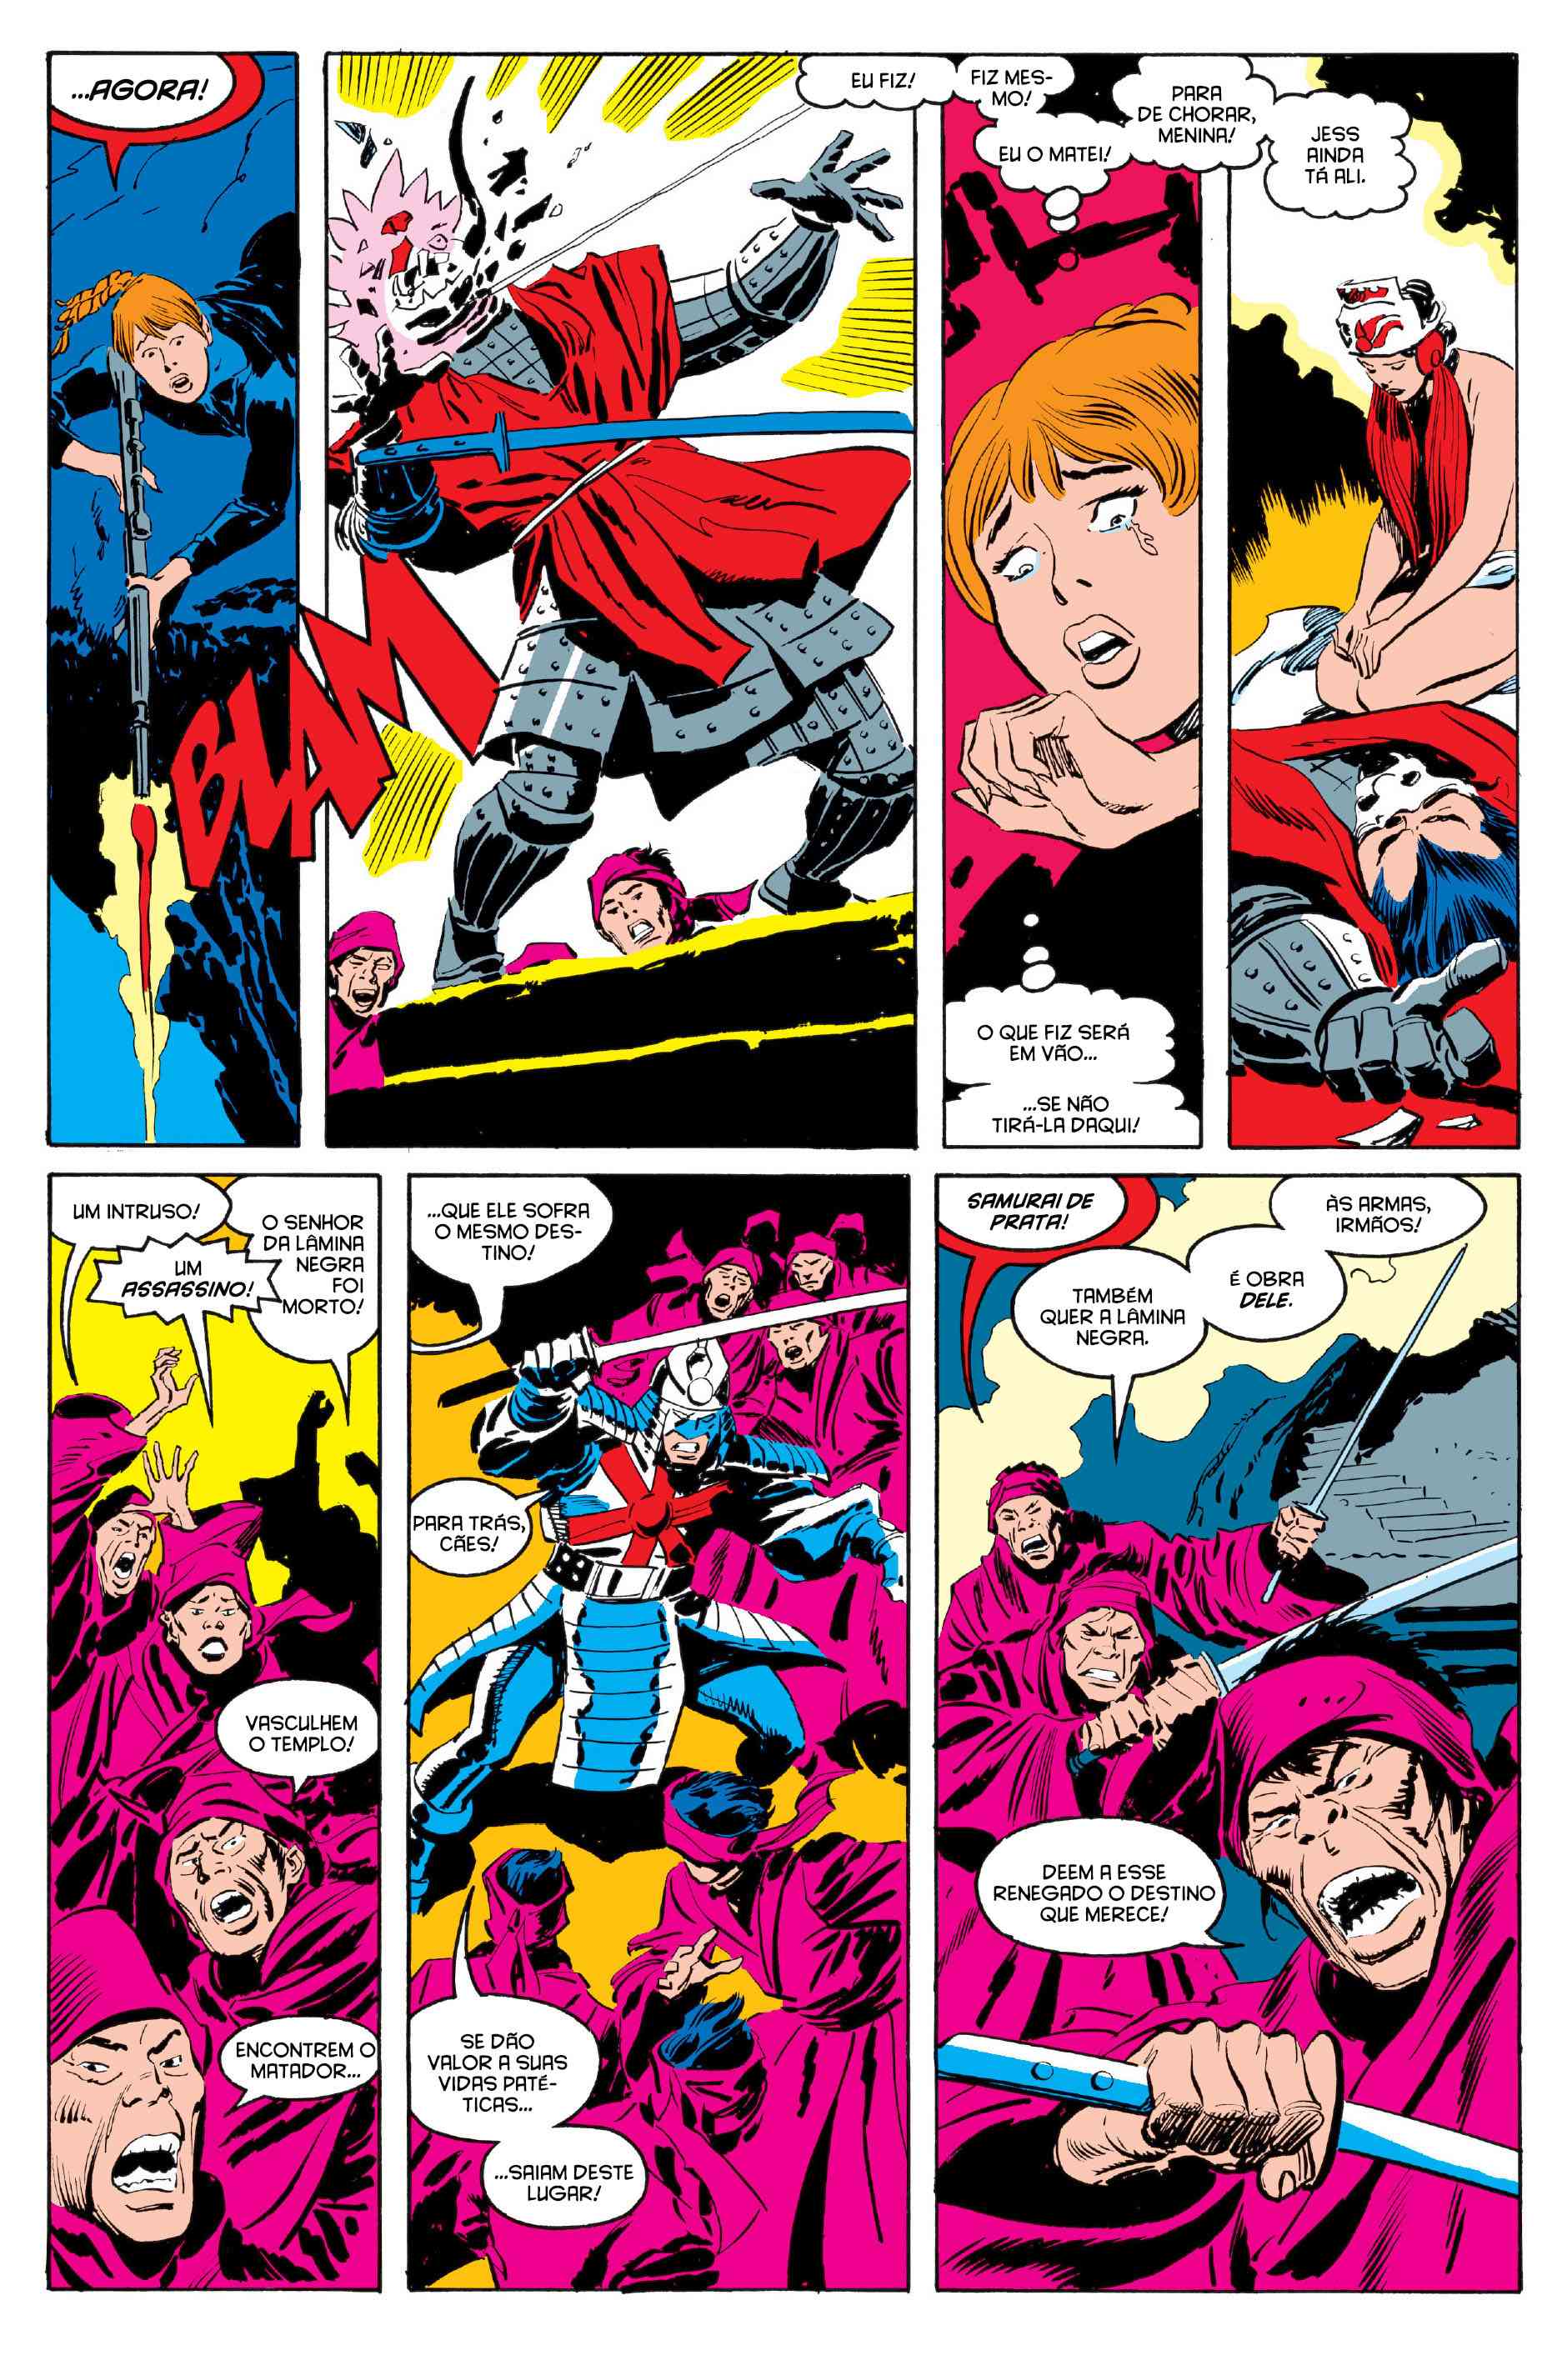 ...AGORA!
BLAM
EU FIZ!
FIZ MES-
MO!
EU O MATEI!
PARA
DE CHORAR,
MENINA!
JESS
AINDA
TÁ ALI.
O QUE FIZ SERÁ
EM VÃO...
...SE NÃO
TIRÁ-LA DAQUI!
UM INTRUSO!
UM
ASSASSINO!
O SENHOR
DA LÂMINA
NEGRA
FOI
MORTO!
VASCULHEM
O TEMPLO!
ENCONTREM O
MATADOR...
...QUE ELE SOFRA
O MESMO DES-
TINO!
PARA TRÁS,
CÃES!
SE DÃO
VALOR A SUAS
VIDAS PATÉ-
TICAS...
...SAIAM DESTE
LUGAR!
SAMURAI DE
PRATA!
TAMBÉM
QUER A LÂMINA
NEGRA.
É OBRA
DELE.
ÀS ARMAS,
IRMÃOS!
DEEM A ESSE
RENEGADO O DESTINO
QUE MERECE!